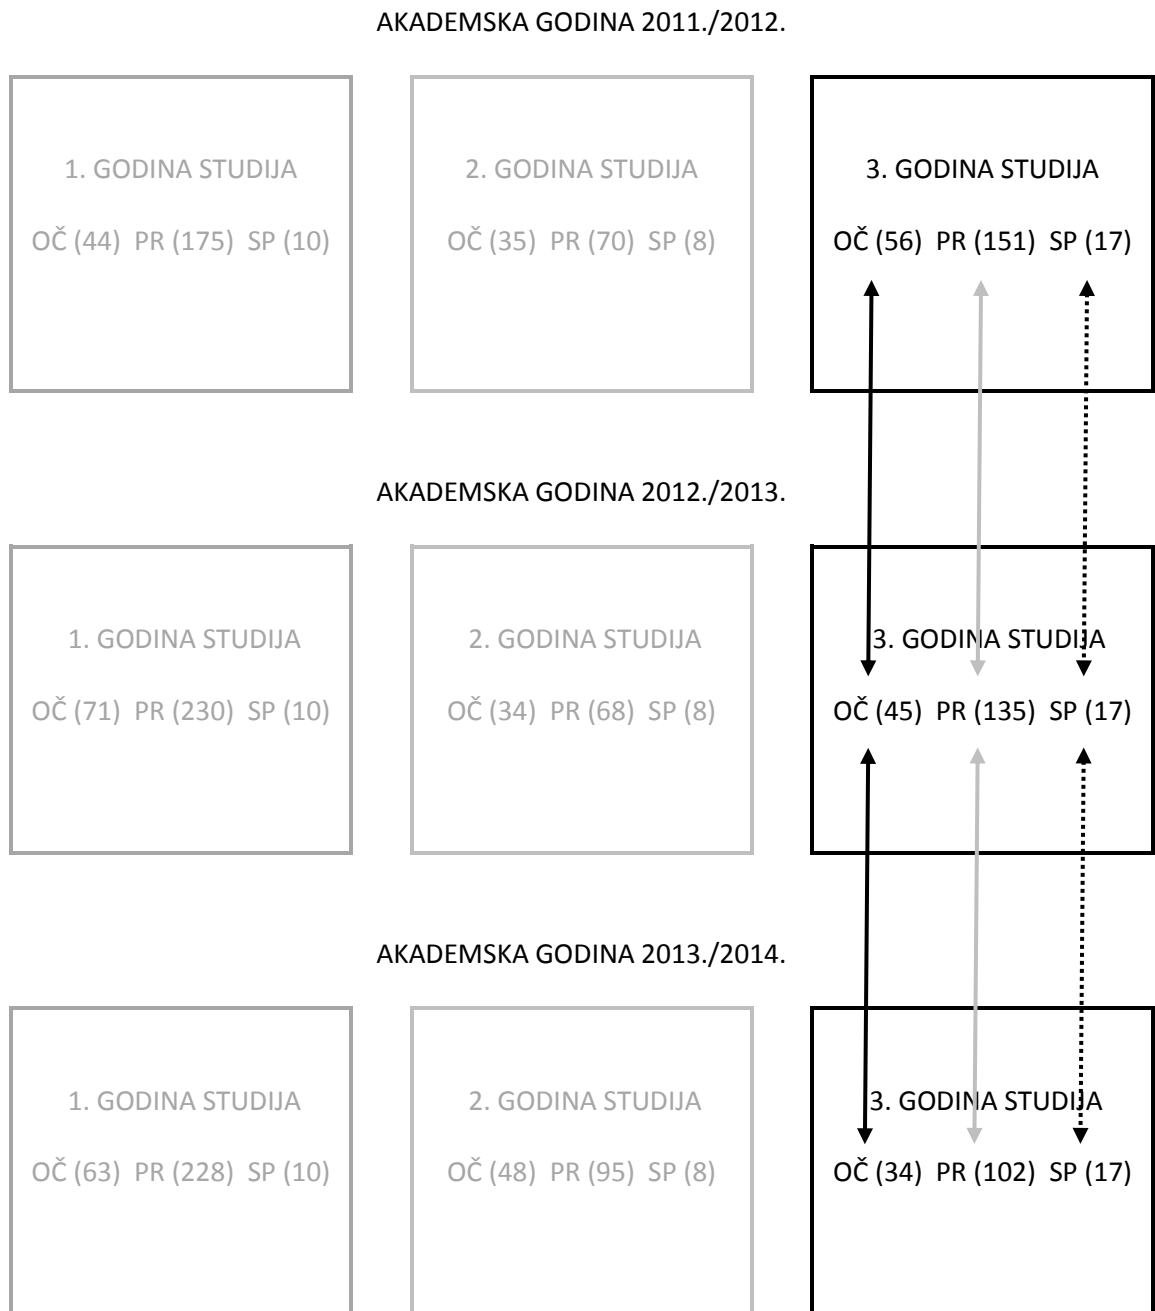 AKADEMSKA GODINA 2011./2012.
1. GODINA STUDIJA
OČ (44) PR (175) SP (10)
2. GODINA STUDIJA
OČ (35) PR (70) SP (8)
3. GODINA STUDIJA
OČ (56) PR (151) SP (17)
AKADEMSKA GODINA 2012./2013.
1. GODINA STUDIJA
OČ (71) PR (230) SP (10)
2. GODINA STUDIJA
OČ (34) PR (68) SP (8)
3. GODINA STUDIJA
OČ (45) PR (135) SP (17)
AKADEMSKA GODINA 2013./2014.
1. GODINA STUDIJA
OČ (63) PR (228) SP (10)
2. GODINA STUDIJA
OČ (48) PR (95) SP (8)
3. GODINA STUDIJA
OČ (34) PR (102) SP (17)